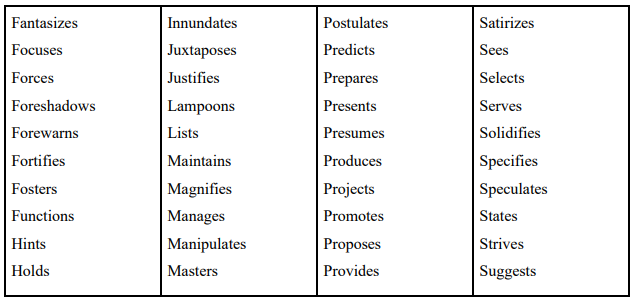 Fantasizes Innundates Postulates Satirizes
Focuses Juxtaposes Predicts Sees
Forces Justifies Prepares Selects
Foreshadows Lampoons Presents Serves
Forewarns Lists Presumes Solidifies
Fortifies Maintains Produces Specifies
Fosters Magnifies Projects Speculates
Functions Manages Promotes States
Hints Manipulates Proposes Strives
Holds Masters Provides Suggests